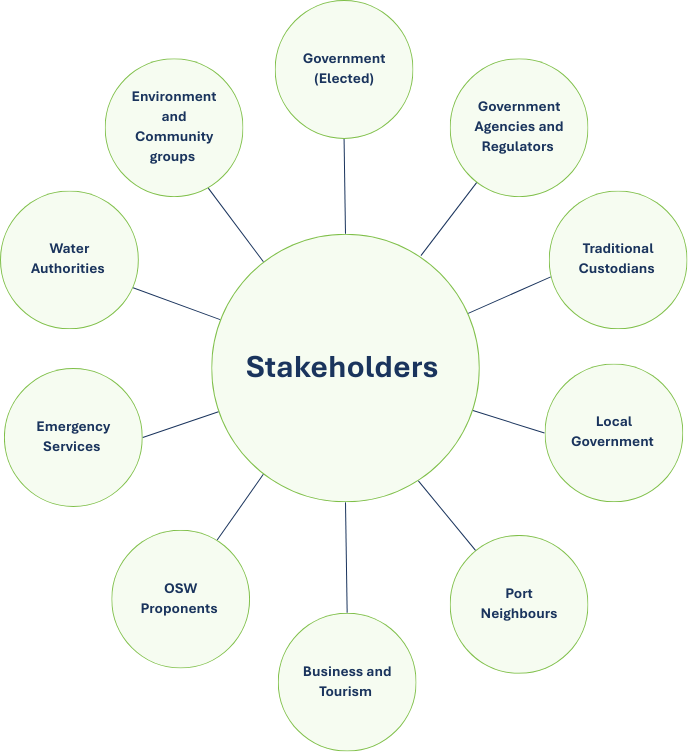 Government
(Elected)
Government
Agencies and
Regulators
Traditional
Custodians
Local
Government
Port
Neighbours
Business and
Tourism
OSW
Proponents
Emergency
Services
Water
Authorities
Environment
and
Community
groups
Stakeholders